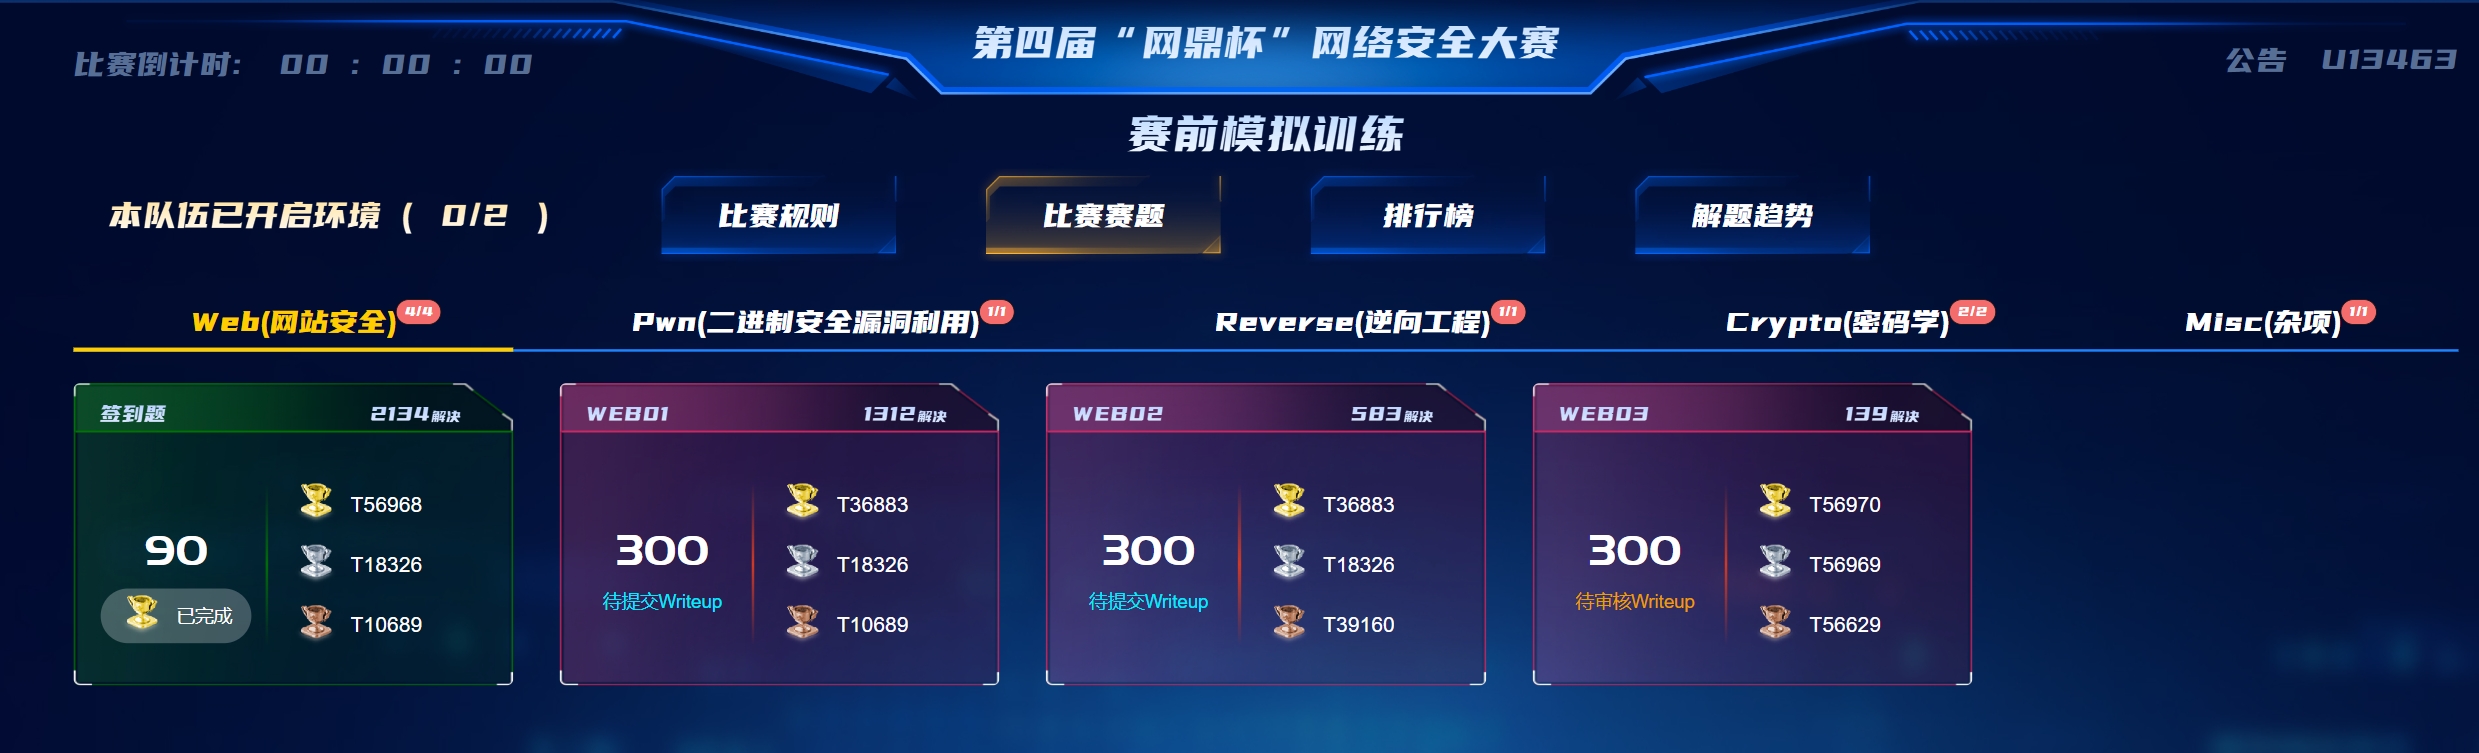 第四届“网鼎杯”网络安全大赛
比赛倒计时: 00 : 00 : 00
公告 U13463
赛前模拟训练
本队伍已开启环境 ( 0/2 )
比赛规则
比赛赛题
排行榜
解题趋势
Web(网站安全) 4/4
Pwn(二进制安全漏洞利用) 1/1
Reverse(逆向工程) 1/1
Crypto(密码学) 2/2
Misc(杂项) 1/1
签到题 2134解决
90
已完成
T56968
T18326
T10689
WEB01 1312解决
300
待提交Writeup
T36883
T18326
T10689
WEB02 583解决
300
待提交Writeup
T36883
T18326
T39160
WEB03 139解决
300
待审核Writeup
T56970
T56969
T56629